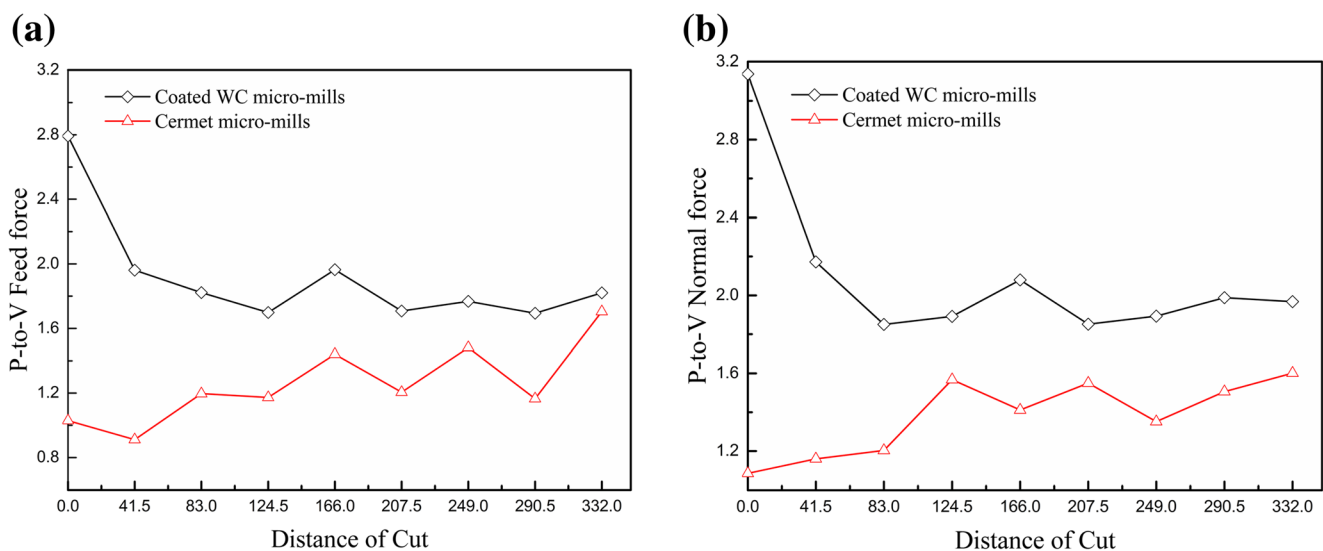 (a)
3.2
2.8
2.4
2.0
1.6
1.2
0.8
P-to-V Feed force
Coated WC micro-mills
Cermet micro-mills
0.0 41.5 83.0 124.5 166.0 207.5 249.0 290.5 332.0
Distance of Cut
(b)
3.2
2.8
2.4
2.0
1.6
1.2
P-to-V Normal force
Coated WC micro-mills
Cermet micro-mills
0.0 41.5 83.0 124.5 166.0 207.5 249.0 290.5 332.0
Distance of Cut